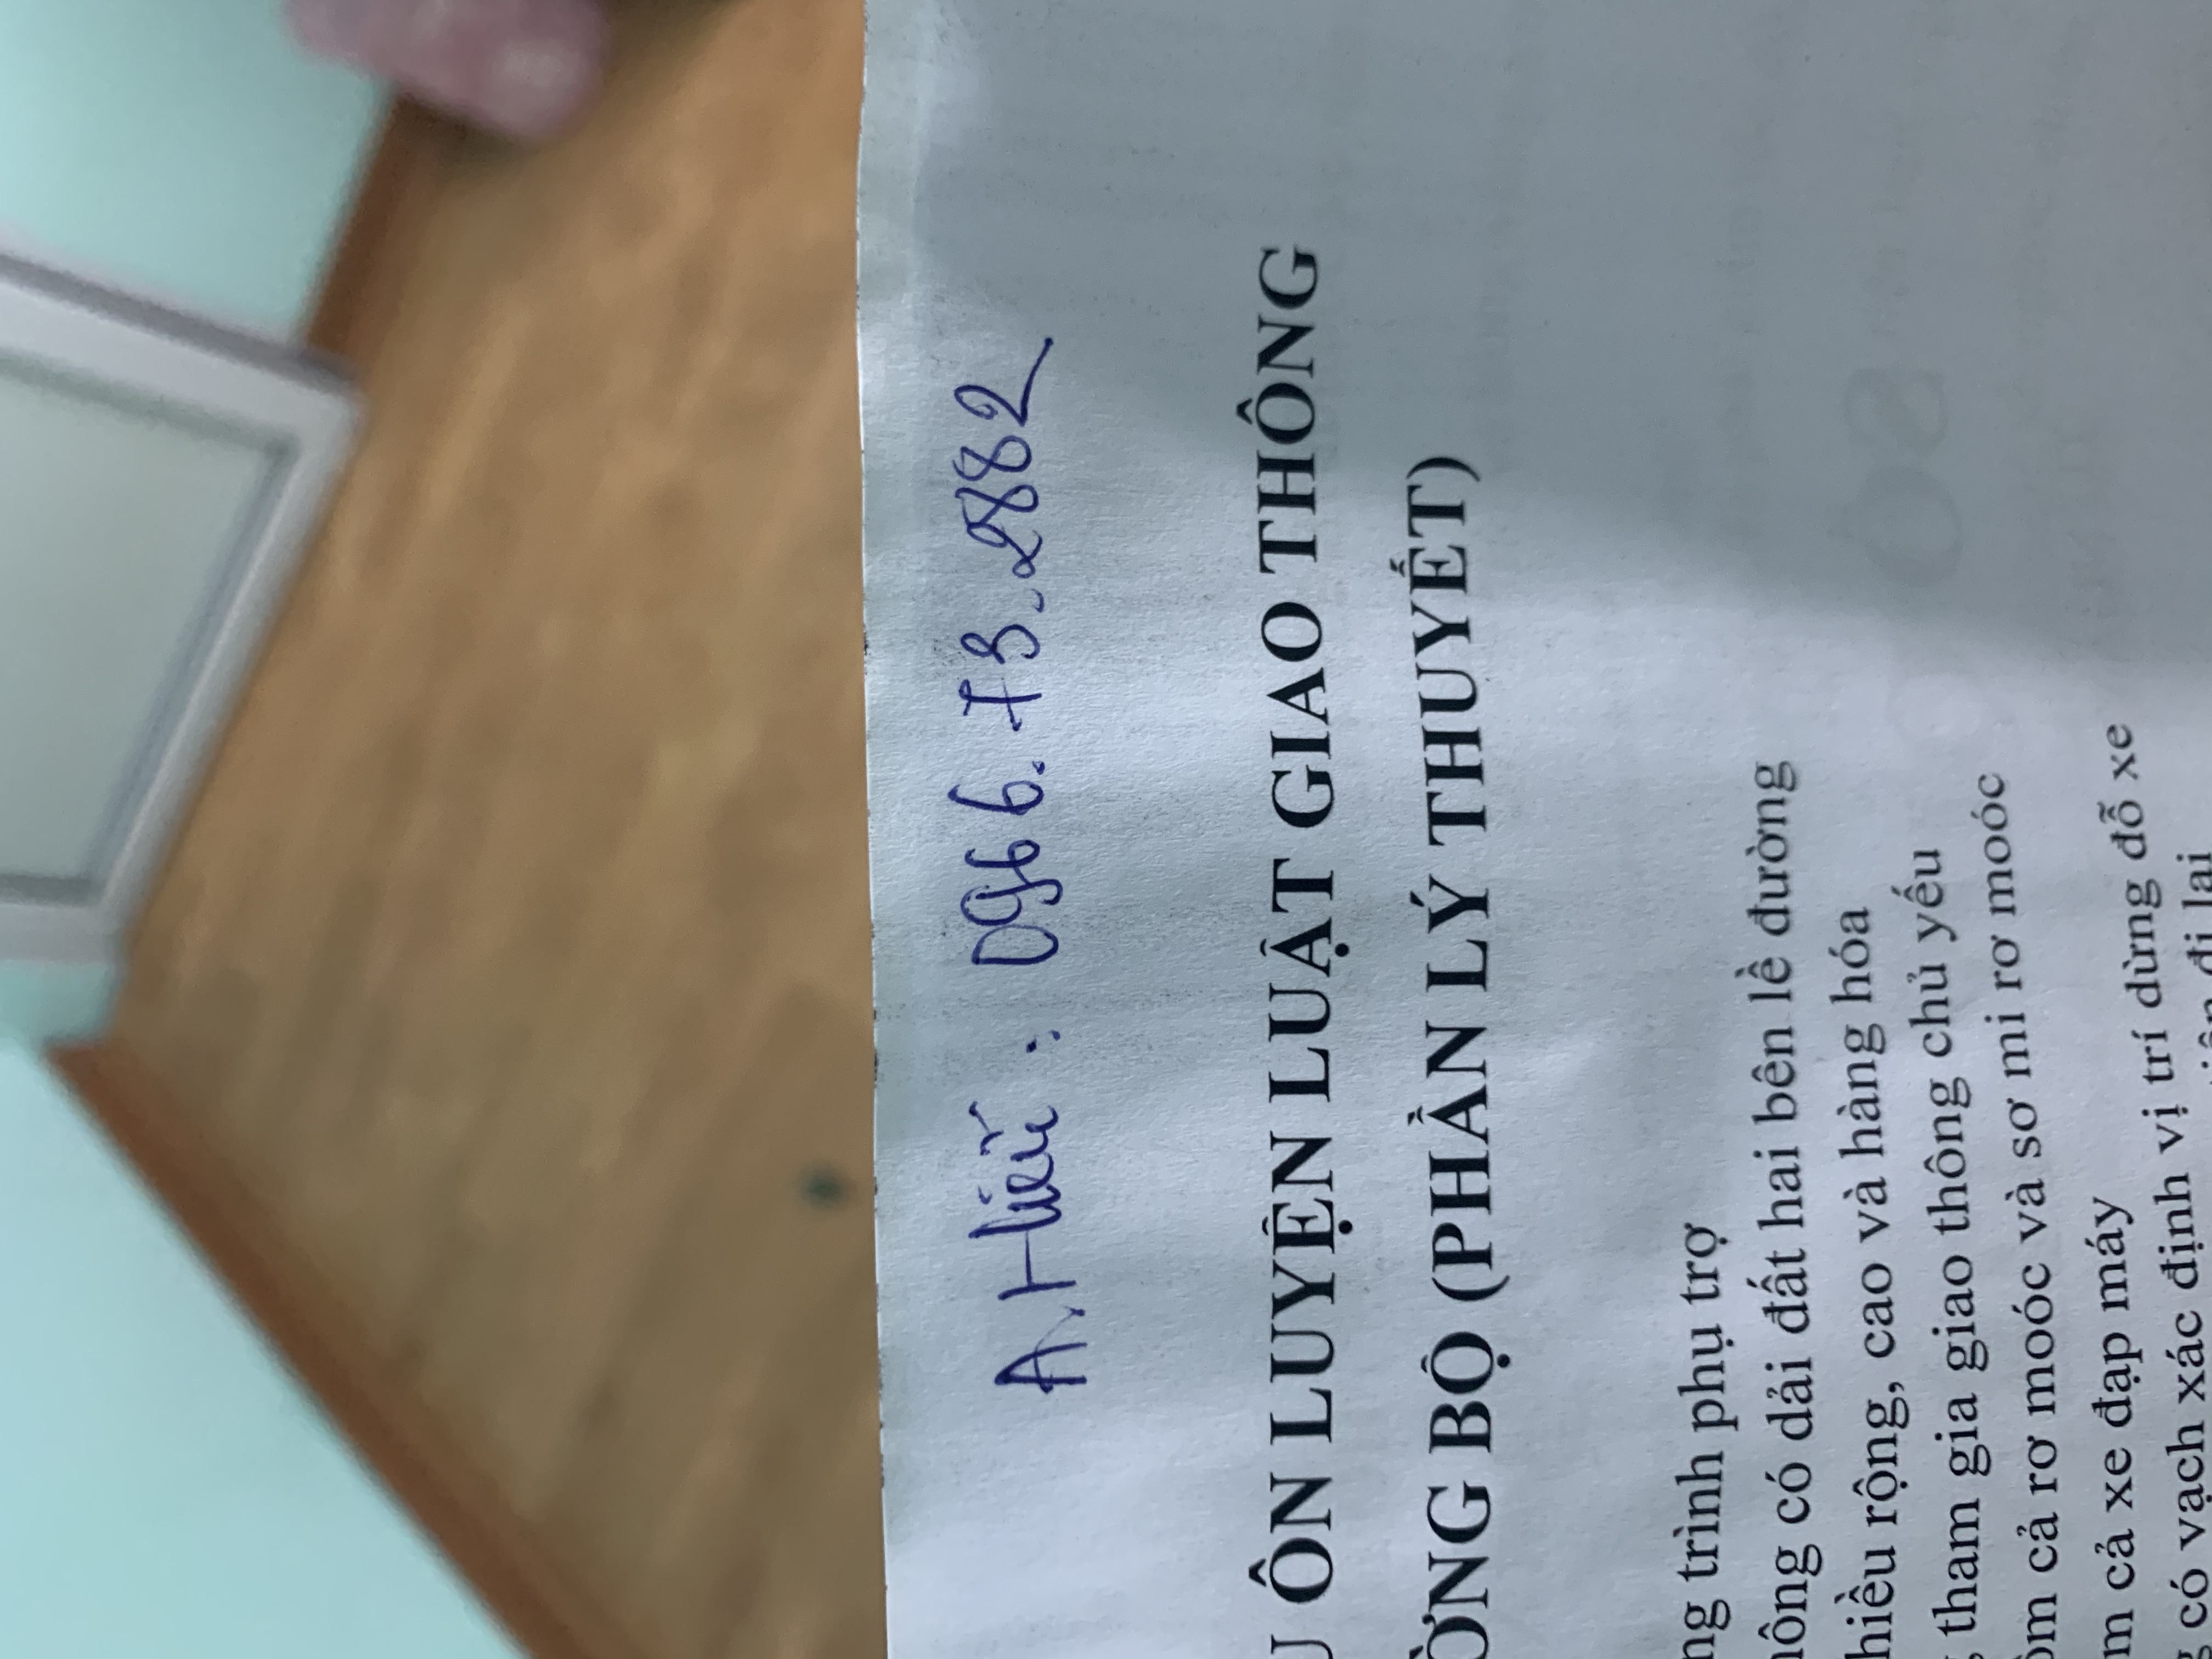 A. Hiếu : 0966.73.2882
U ÔN LUYỆN LUẬT GIAO THÔNG
ỜNG BỘ (PHẦN LÝ THUYẾT)
ng trình phụ trợ
hông có dải đất hai bên lề đường
hiều rộng, cao và hàng hóa
g tham gia giao thông chủ yếu
ồm cả rơ moóc và sơ mi rơ moóc
m cả xe đạp máy
g có vạch xác định vị trí dừng đỗ xe
đi lại